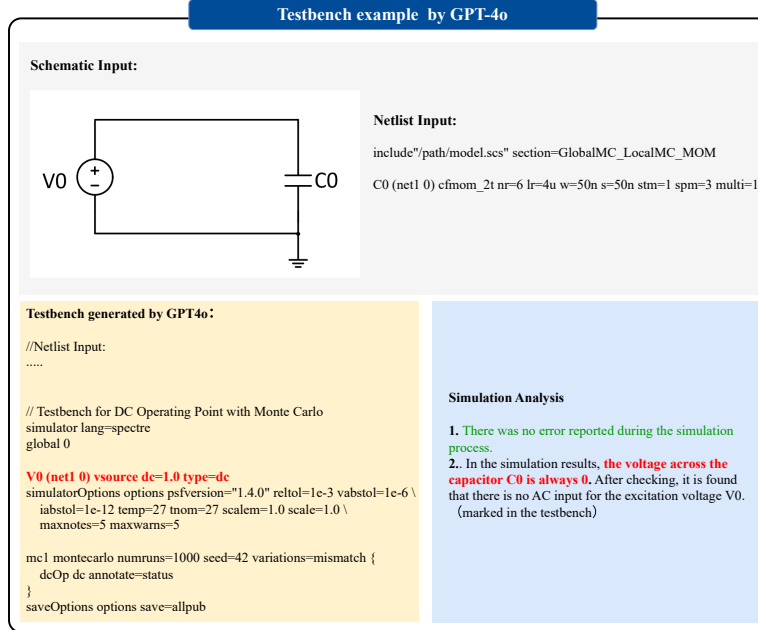 Testbench example by GPT-4o
Schematic Input:
V0
+
−
C0
Netlist Input:
include"/path/model.scs" section=GlobalMC_LocalMC_MOM
C0 (net1 0) cfmom_2t nr=6 lr=4u w=50n s=50n stm=1 spm=3 multi=1
Testbench generated by GPT4o：
//Netlist Input:
.....
// Testbench for DC Operating Point with Monte Carlo
simulator lang=spectre
global 0
V0 (net1 0) vsource dc=1.0 type=dc
simulatorOptions options psfversion="1.4.0" reltol=1e-3 vabstol=1e-6 \
iabstol=1e-12 temp=27 tnom=27 scalem=1.0 scale=1.0 \
maxnotes=5 maxwarns=5
mc1 montecarlo numruns=1000 seed=42 variations=mismatch {
dcOp dc annotate=status
}
saveOptions options save=allpub
Simulation Analysis
1. There was no error reported during the simulation
process.
2.. In the simulation results, the voltage across the
capacitor C0 is always 0. After checking, it is found
that there is no AC input for the excitation voltage V0.
（marked in the testbench）